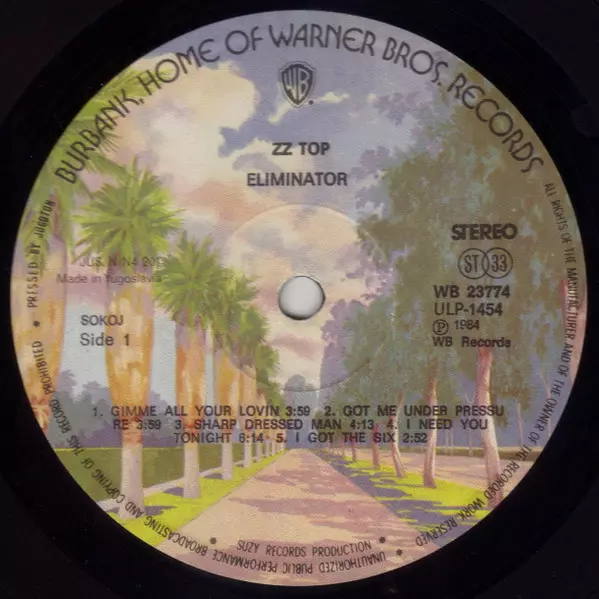 BURBANK, HOME OF WARNER BROS. RECORDS
WB
ZZ TOP
ELIMINATOR
STEREO
ST 33
WB 23774
ULP-1454
Ⓟ 1984
WB Records
Made in Yugoslavia
SOKOJ
Side 1
1. GIMME ALL YOUR LOVIN 3:59 2. GOT ME UNDER PRESSU
RE 3:59 3. SHARP DRESSED MAN 4:13 4. I NEED YOU
TONIGHT 6:14 5. I GOT THE SIX 2:52
SUZY RECORDS PRODUCTION
• PRESSED BY JUGOTON
ALL RIGHTS OF THE MANUFACTURER AND OF THE OWNER OF THE RECORDED WORK RESERVED
• UNAUTHORIZED PUBLIC PERFORMANCE BROADCASTING AND COPYING OF THIS RECORD PROHIBITED